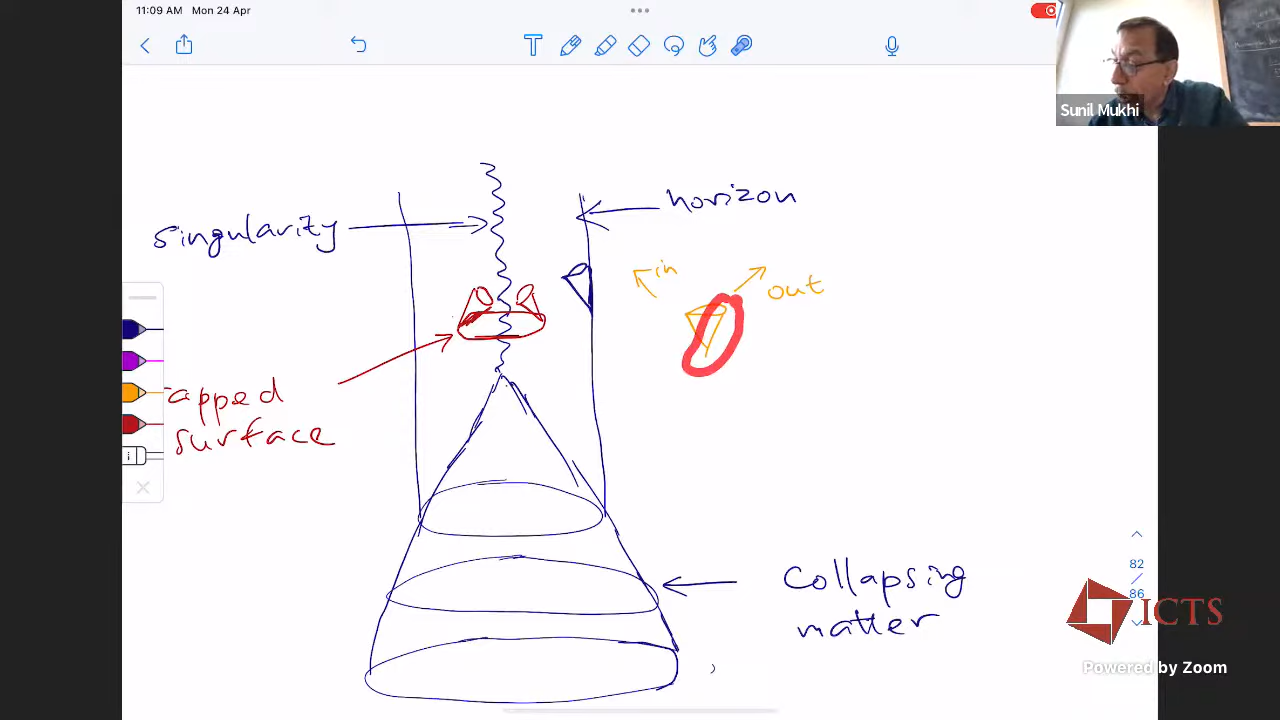 11:09 AM Mon 24 Apr
T
Sunil Mukhi
horizon
singularity
in
out
apped
surface
i
82
/
86
collapsing
matter
ICTS
Powered by Zoom